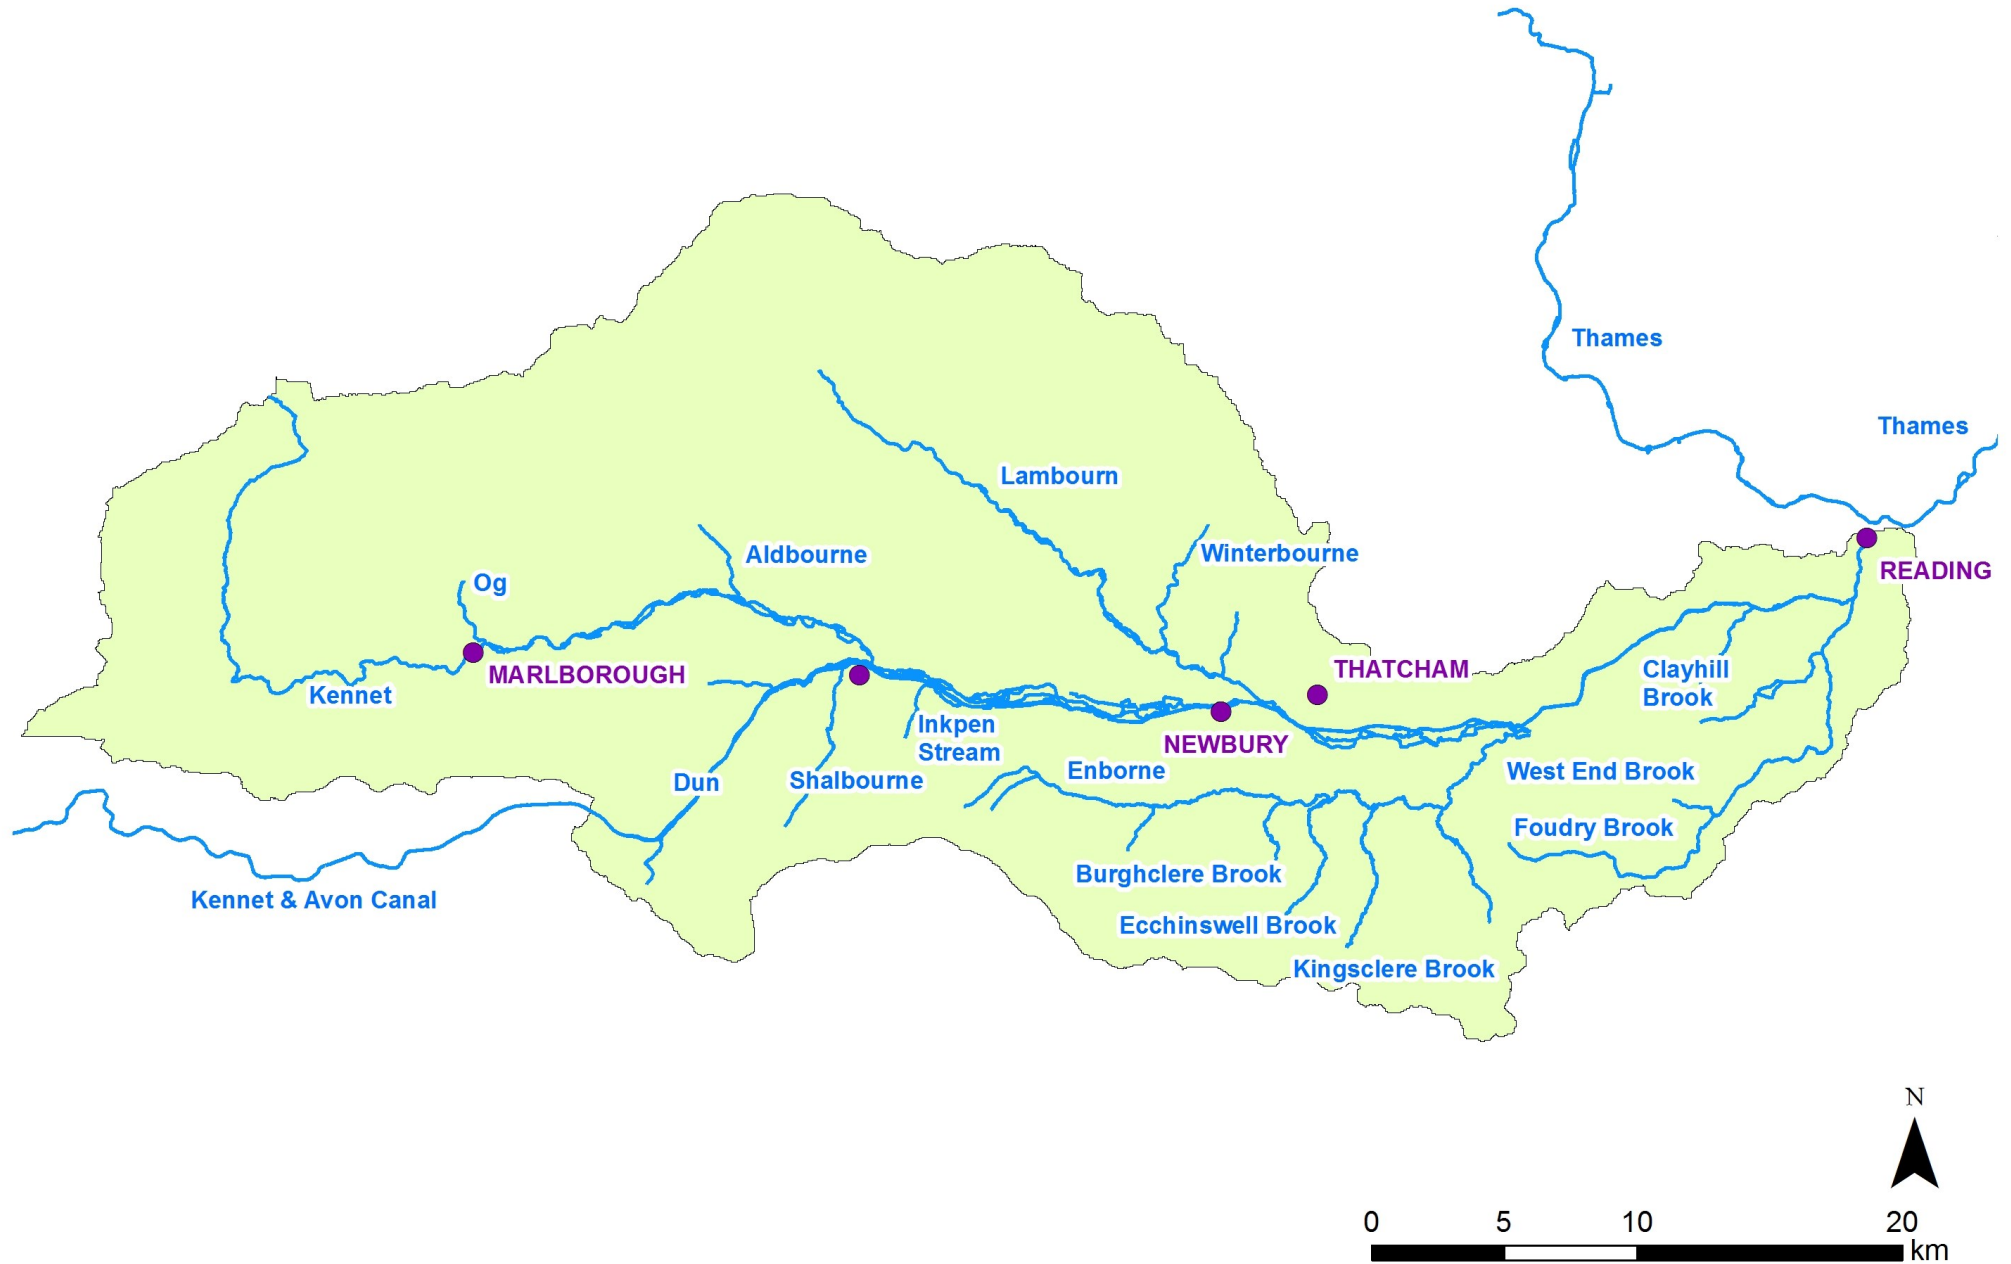 Thames
Thames
Lambourn
Aldbourne
Winterbourne
READING
Og
MARLBOROUGH
THATCHAM
Clayhill
Brook
Kennet
Inkpen
Stream
NEWBURY
Enborne
West End Brook
Dun
Shalbourne
Foudry Brook
Burghclere Brook
Kennet & Avon Canal
Ecchinswell Brook
Kingsclere Brook
N
0 5 10 20
km